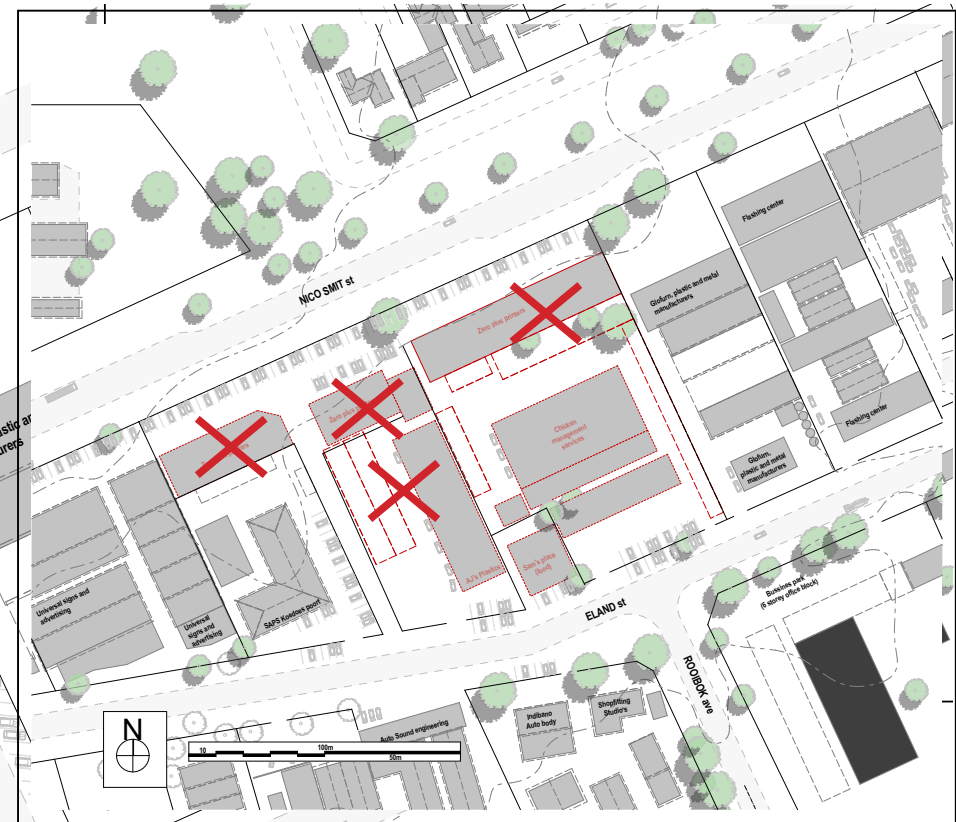 Flashing center
NICO SMIT st
Glofurn, plastic and metal
manufacturers
Zero plus printers
Zero plus
Chicken
management
services
Flashing center
Glofurn,
plastic and metal
manufacturers
AJ's Plastics
Sam's place
(food)
Universal signs and
advertising
Universal
signs and
advertising
SAPS Koedoes poort
ELAND st
Bussines park
(6 storey office block)
ROOIBOK ave
Indibano
Auto body
Shopfitting
Studio's
Auto Sound engineering
N
10
100m
50m